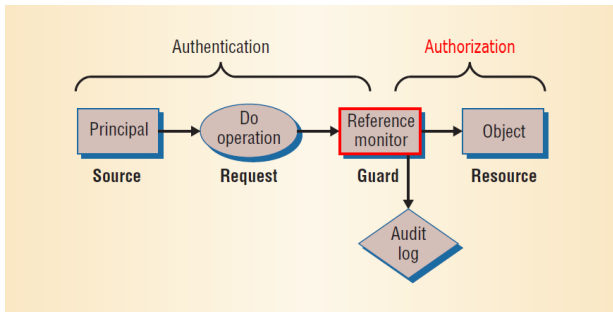 Authentication
Authorization
Principal
Do
operation
Reference
monitor
Object
Source
Request
Guard
Resource
Audit
log